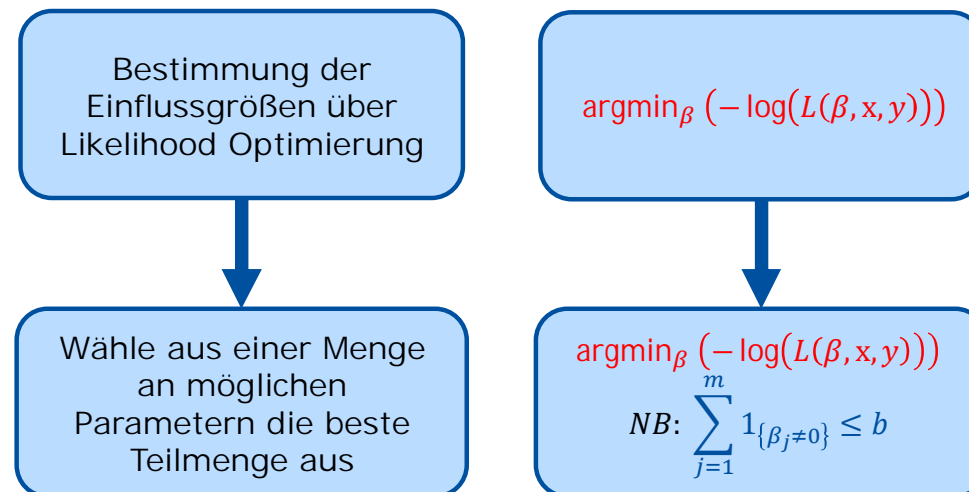 Bestimmung der
Einflussgrößen über
Likelihood Optimierung
argmin_β (− log(L(β, x, y)))
Wähle aus einer Menge
an möglichen
Parametern die beste
Teilmenge aus
argmin_β (− log(L(β, x, y)))
NB: ∑_{j=1}^{m} 1_{{β_j≠0}} ≤ b